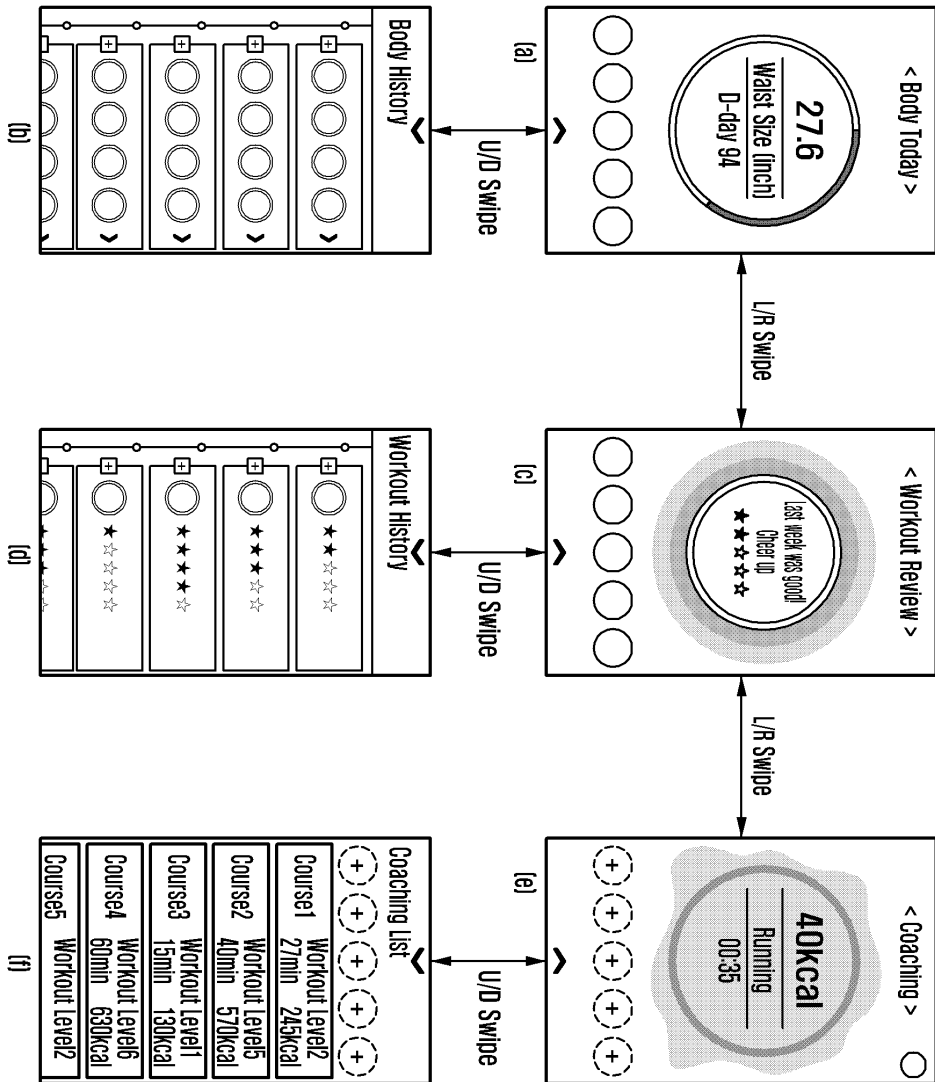 < Body Today >
27.6
Waist Size (inch)
D-day 94
(a)
L/R Swipe
< Workout Review >
Last week was good!
Cheer up
★★☆☆☆
(c)
L/R Swipe
< Coaching >
40kcal
Running
00:35
+ + + + +
(e)
U/D Swipe
U/D Swipe
U/D Swipe
Body History
+
+
+
+
(b)
Workout History
+ ★★☆☆☆
+ ★★★☆☆
+ ★★★★☆
+ ★☆☆☆☆
(d)
Coaching List
+ + + + +
Course1 Workout Level2
27min 245kcal
Course2 Workout Level5
40min 570kcal
Course3 Workout Level1
15min 130kcal
Course4 Workout Level6
60min 630kcal
Course5 Workout Level2
(f)